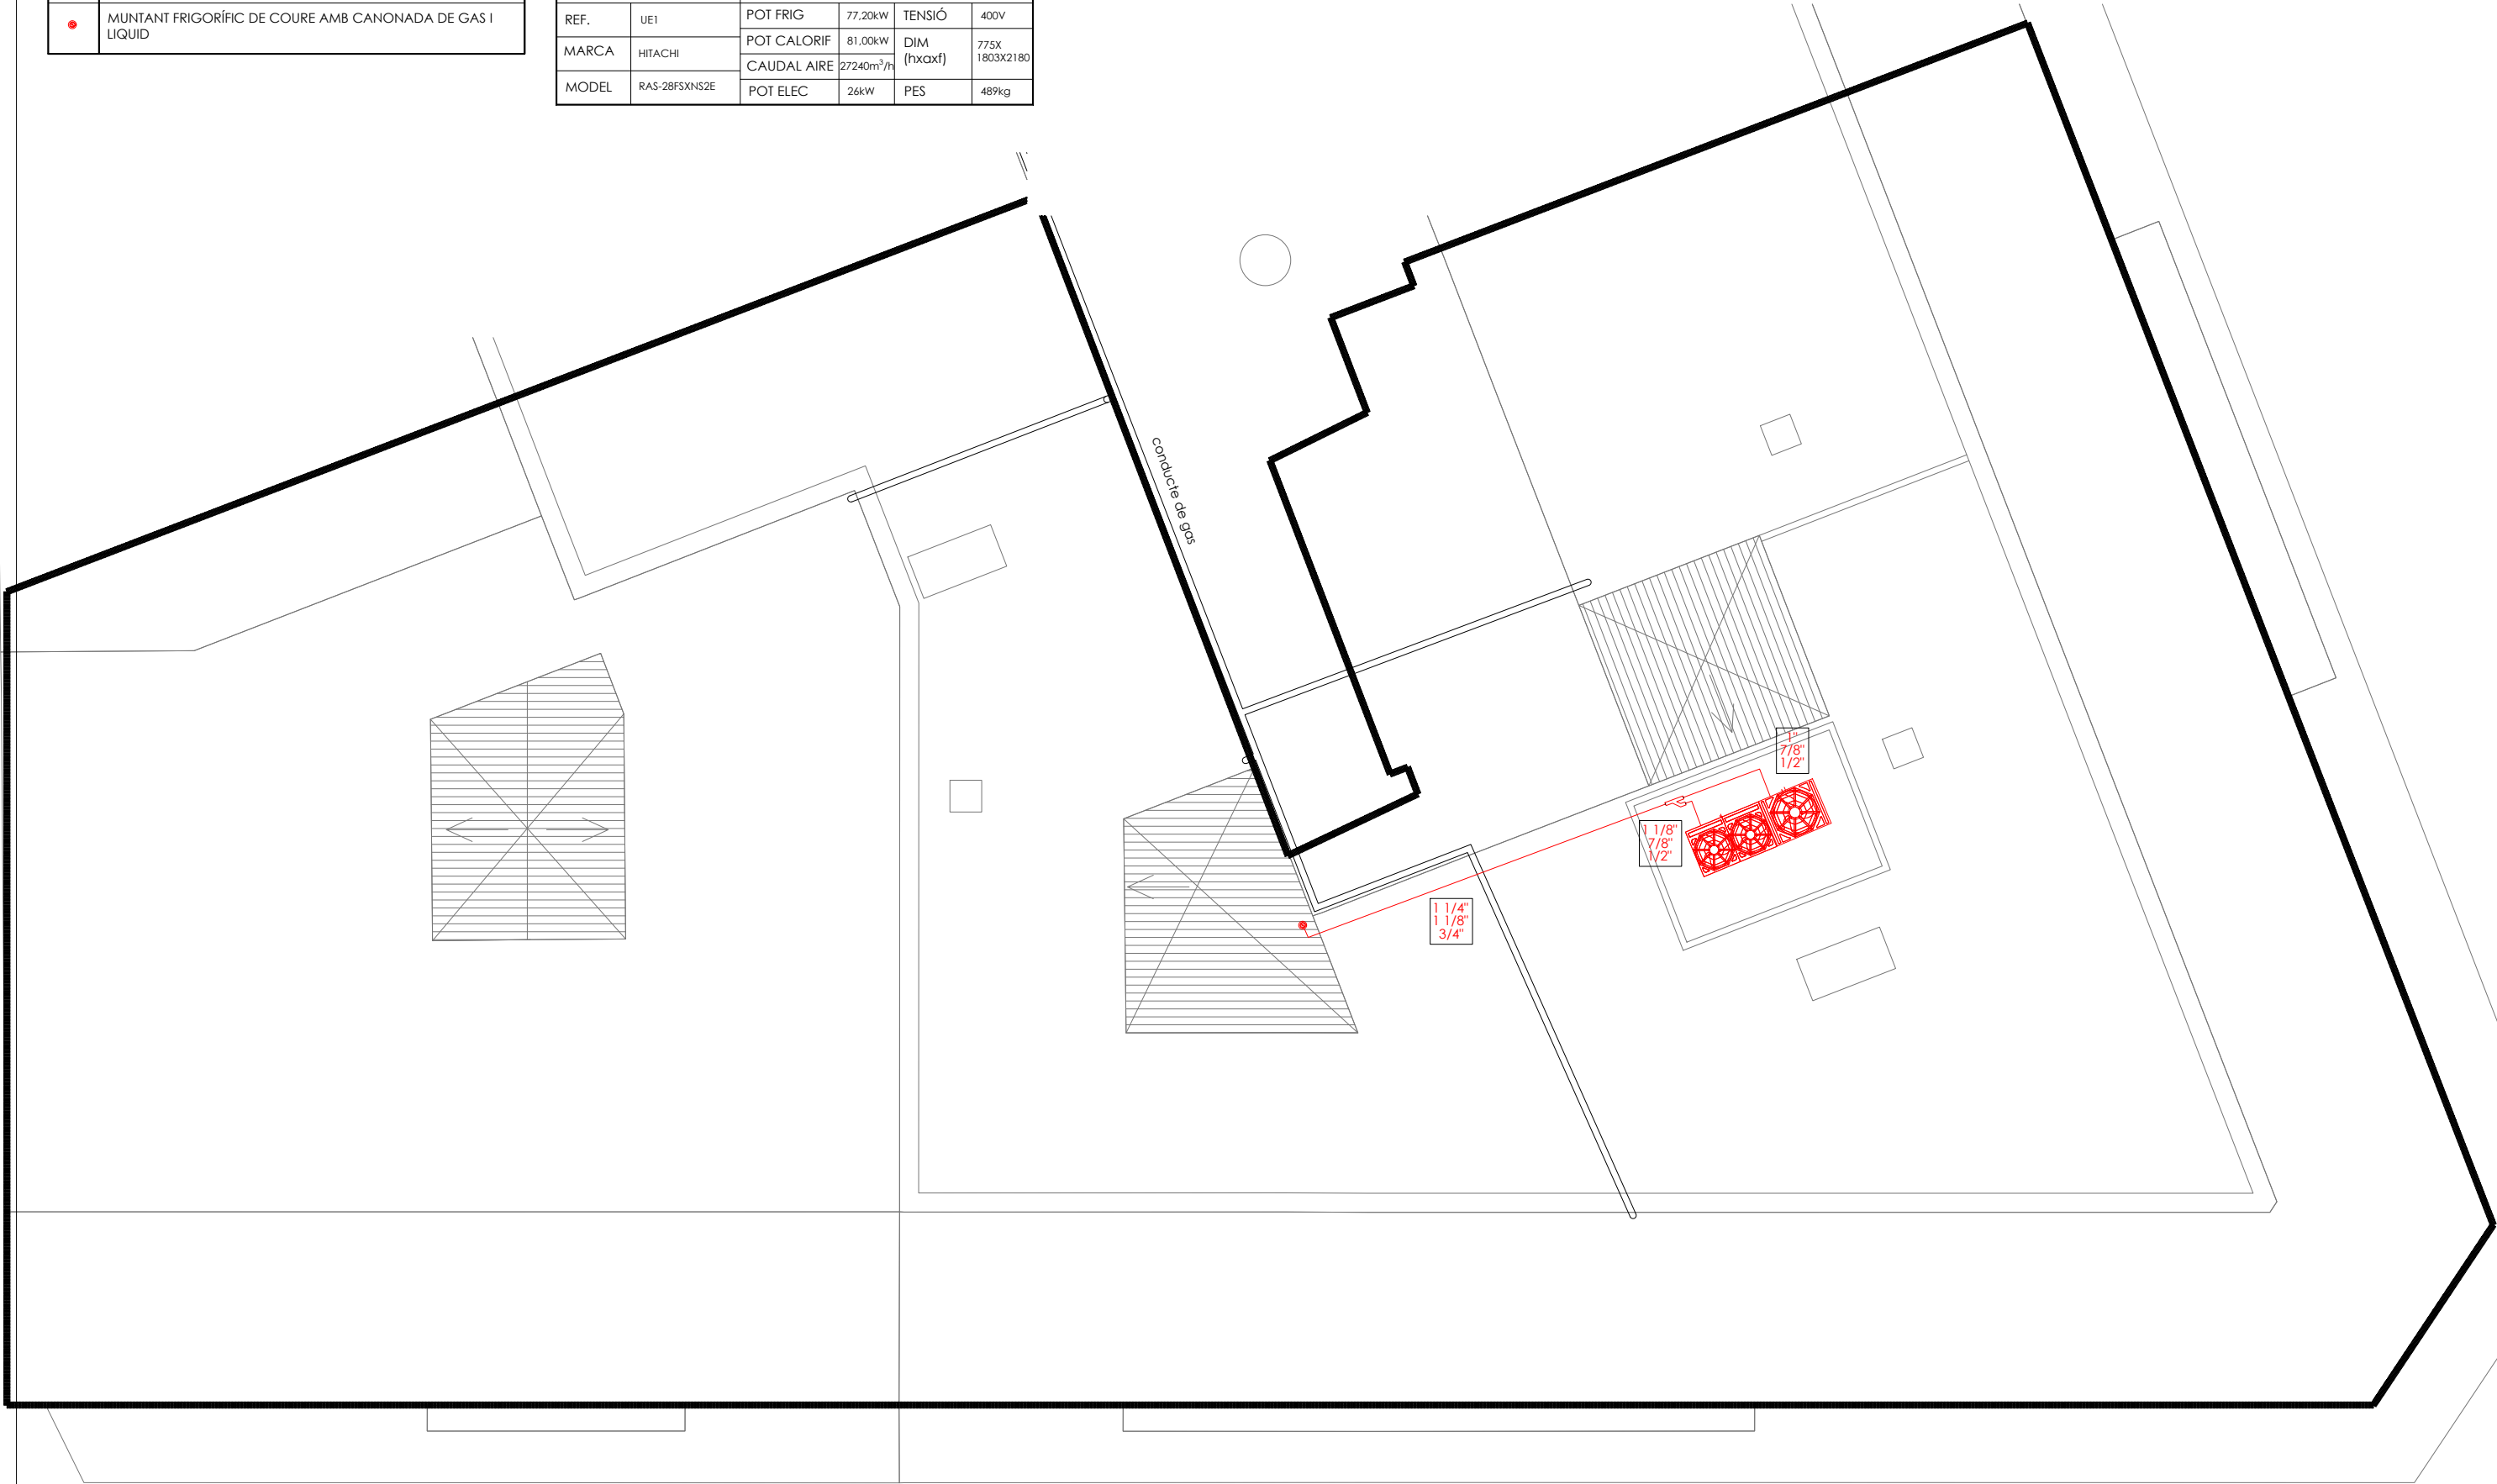 MUNTANT FRIGORÍFIC DE COURE AMB CANONADA DE GAS I
LIQUID
REF. UE1 POT FRIG 77,20kW TENSIÓ 400V
MARCA HITACHI POT CALORIF 81,00kW DIM
(hxaxf) 775X
1803X2180
CAUDAL AIRE 27240m³/h
MODEL RAS-28FSXNS2E POT ELEC 26kW PES 489kg
conducte de gas
1"
7/8"
1/2"
1 1/8"
7/8"
1/2"
1 1/4"
1 1/8"
3/4"